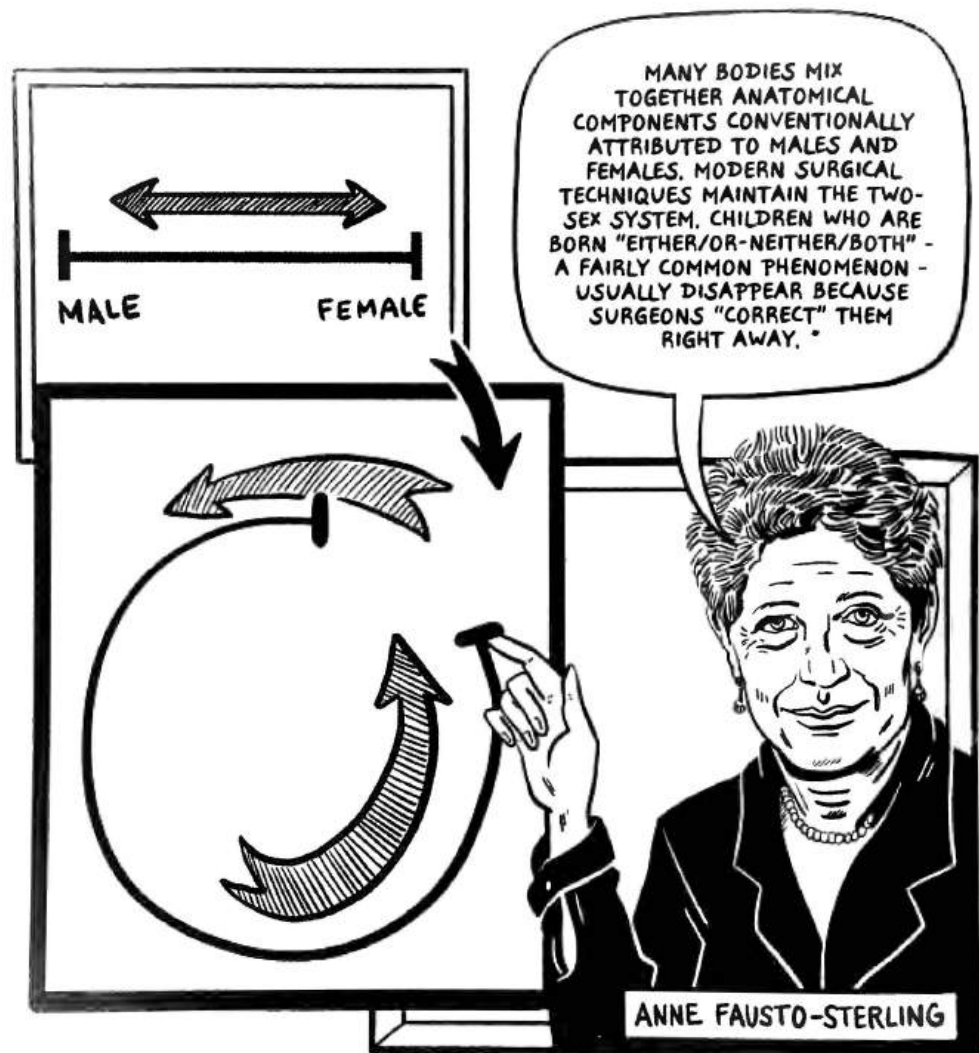 MALE
FEMALE
MANY BODIES MIX
TOGETHER ANATOMICAL
COMPONENTS CONVENTIONALLY
ATTRIBUTED TO MALES AND
FEMALES. MODERN SURGICAL
TECHNIQUES MAINTAIN THE TWO-
SEX SYSTEM. CHILDREN WHO ARE
BORN "EITHER/OR-NEITHER/BOTH" -
A FAIRLY COMMON PHENOMENON -
USUALLY DISAPPEAR BECAUSE
SURGEONS "CORRECT" THEM
RIGHT AWAY. *
ANNE FAUSTO-STERLING